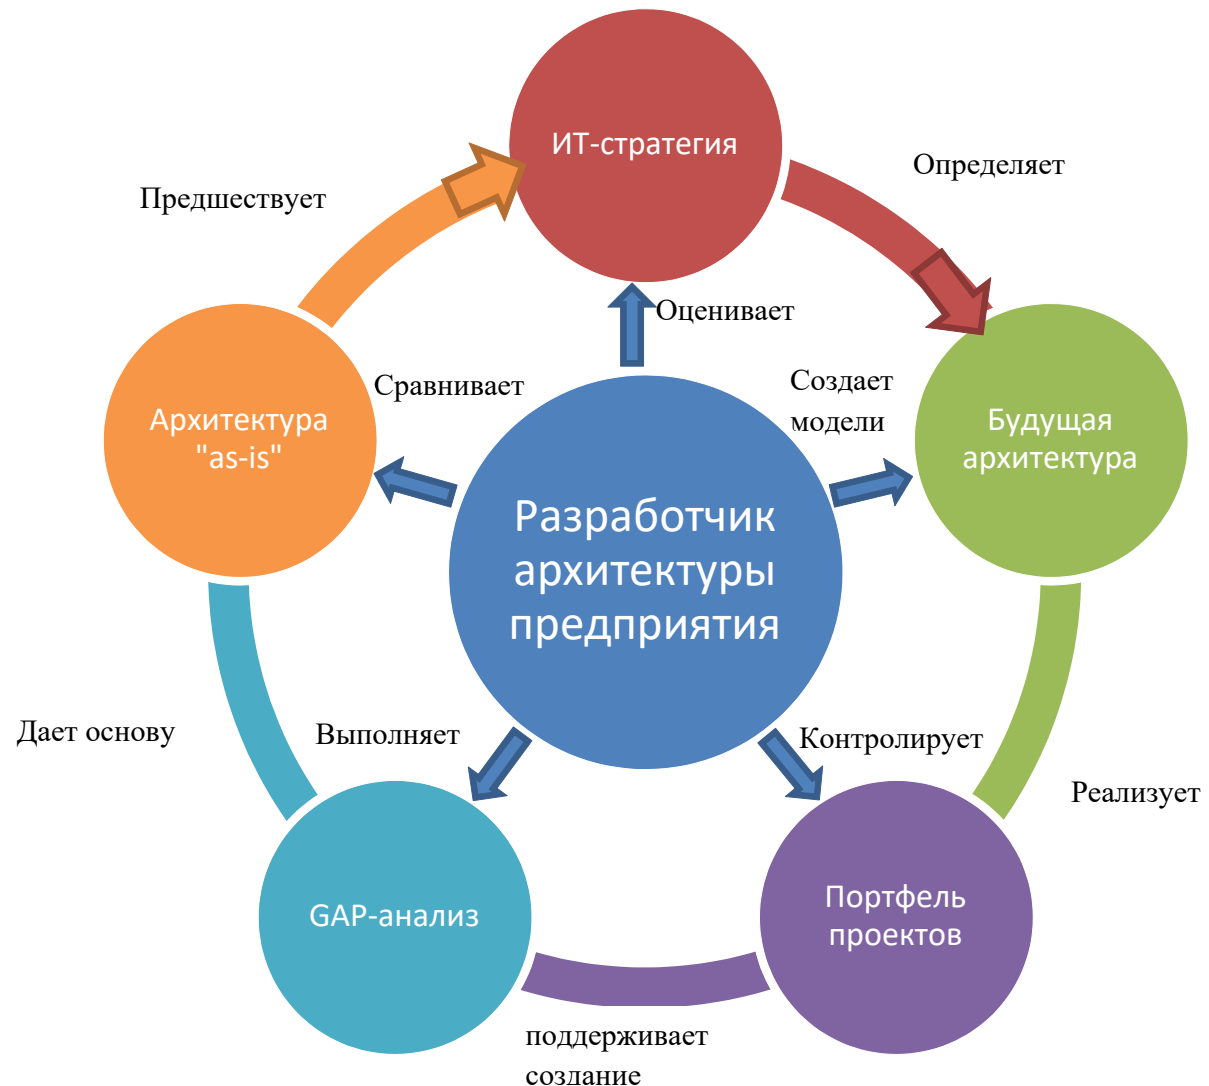 ИТ-стратегия
Определяет
Предшествует
Оценивает
Сравнивает
Создает
модели
Архитектура
"as-is"
Будущая
архитектура
Разработчик
архитектуры
предприятия
Дает основу
Выполняет
Контролирует
Реализует
GAP-анализ
Портфель
проектов
поддерживает
создание